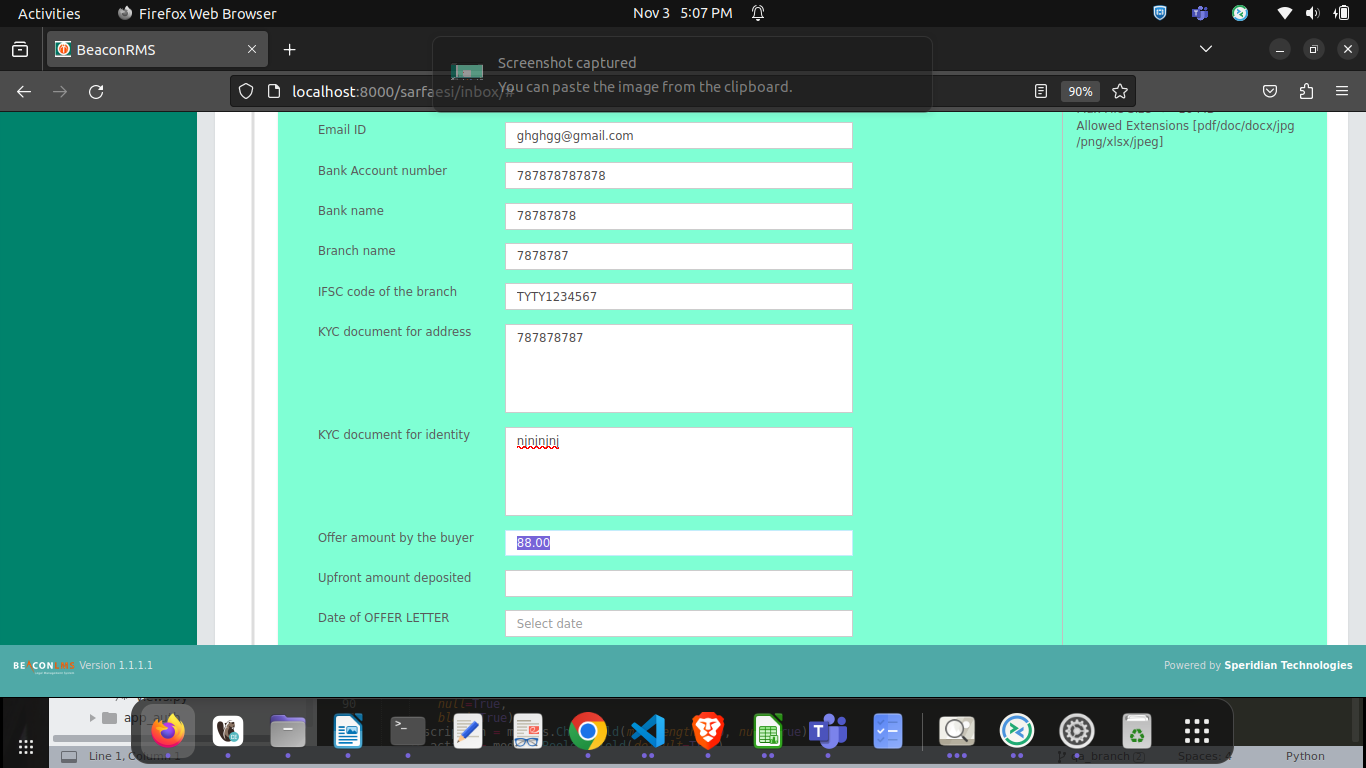 Activities
Firefox Web Browser
Nov 3 5:07 PM
BeaconRMS
Screenshot captured
You can paste the image from the clipboard.
localhost:8000/sarfaesi/inbox/#
90%
Allowed Extensions [pdf/doc/docx/jpg
/png/xlsx/jpeg]
Email ID
ghghgg@gmail.com
Bank Account number
787878787878
Bank name
78787878
Branch name
7878787
IFSC code of the branch
TYTY1234567
KYC document for address
787878787
KYC document for identity
njnjnjnj
Offer amount by the buyer
88.00
Upfront amount deposited
Date of OFFER LETTER
Select date
Version 1.1.1.1
Powered by Speridian Technologies
90
null=True,
Line 1, Column 1
Spaces: 4
Python